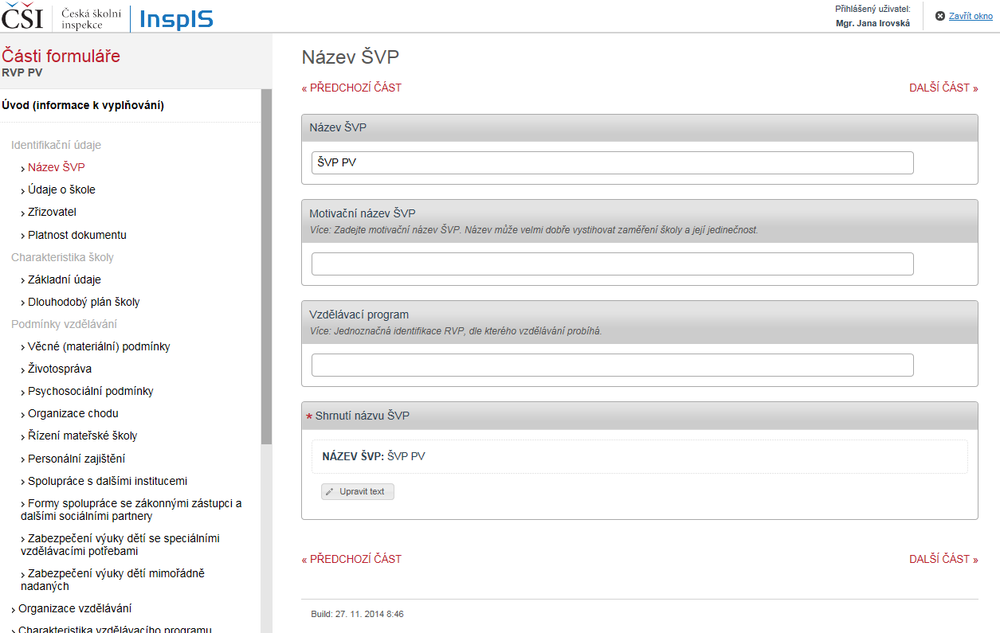 ČŠI
Česká školní
inspekce
InspIS
Přihlášený uživatel:
Mgr. Jana Irovská
Zavřít okno
Části formuláře
RVP PV
Úvod (informace k vyplňování)
Identifikační údaje
› Název ŠVP
› Údaje o škole
› Zřizovatel
› Platnost dokumentu
Charakteristika školy
› Základní údaje
› Dlouhodobý plán školy
Podmínky vzdělávání
› Věcné (materiální) podmínky
› Životospráva
› Psychosociální podmínky
› Organizace chodu
› Řízení mateřské školy
› Personální zajištění
› Spolupráce s dalšími institucemi
› Formy spolupráce se zákonnými zástupci a
dalšími sociálními partnery
› Zabezpečení výuky dětí se speciálními
vzdělávacími potřebami
› Zabezpečení výuky dětí mimořádně
nadaných
› Organizace vzdělávání
› Charakteristika vzdělávacího programu
Název ŠVP
« PŘEDCHOZÍ ČÁST
DALŠÍ ČÁST »
Název ŠVP
ŠVP PV
Motivační název ŠVP
Více: Zadejte motivační název ŠVP. Název může velmi dobře vystihovat zaměření školy a její jedinečnost.
Vzdělávací program
Více: Jednoznačná identifikace RVP, dle kterého vzdělávání probíhá.
* Shrnutí názvu ŠVP
NÁZEV ŠVP: ŠVP PV
Upravit text
« PŘEDCHOZÍ ČÁST
DALŠÍ ČÁST »
Build: 27. 11. 2014 8:46